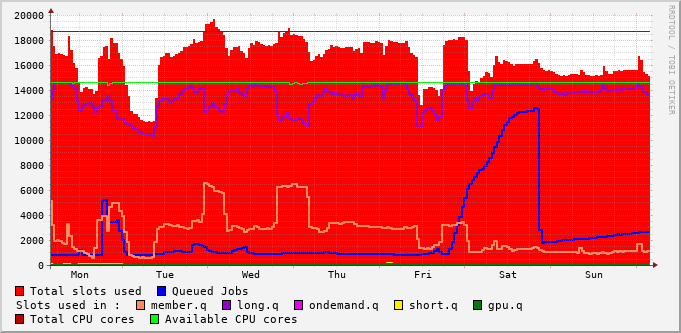 20000
18000
16000
14000
12000
10000
8000
6000
4000
2000
0
Mon Tue Wed Thu Fri Sat Sun
RRDTOOL / TOBI OETIKER
Total slots used Queued Jobs
Slots used in : member.q long.q ondemand.q short.q gpu.q
Total CPU cores Available CPU cores